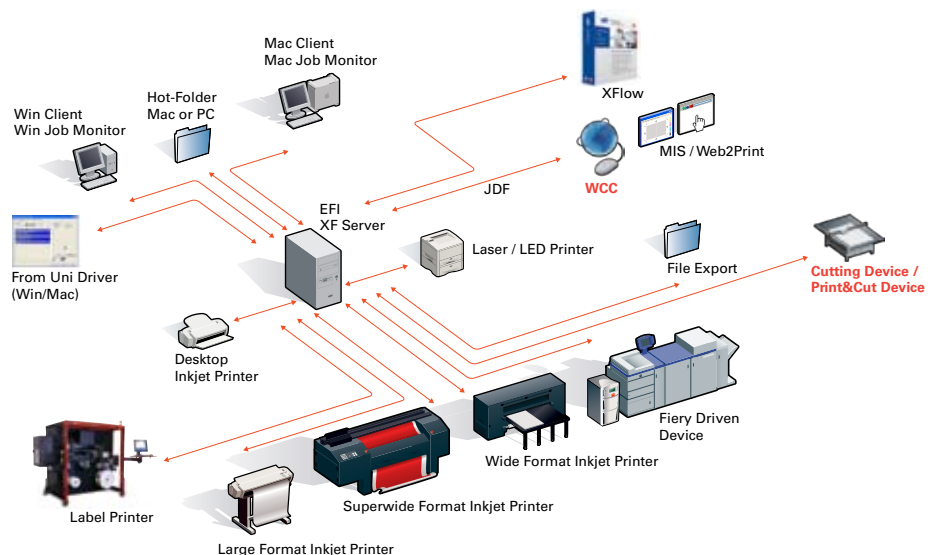 Mac Client
Mac Job Monitor
XFlow
Hot-Folder
Mac or PC
Win Client
Win Job Monitor
MIS / Web2Print
WCC
JDF
EFI
XF Server
Laser / LED Printer
File Export
Cutting Device /
Print&Cut Device
From Uni Driver
(Win/Mac)
Desktop
Inkjet Printer
Fiery Driven
Device
Wide Format Inkjet Printer
Superwide Format Inkjet Printer
Label Printer
Large Format Inkjet Printer